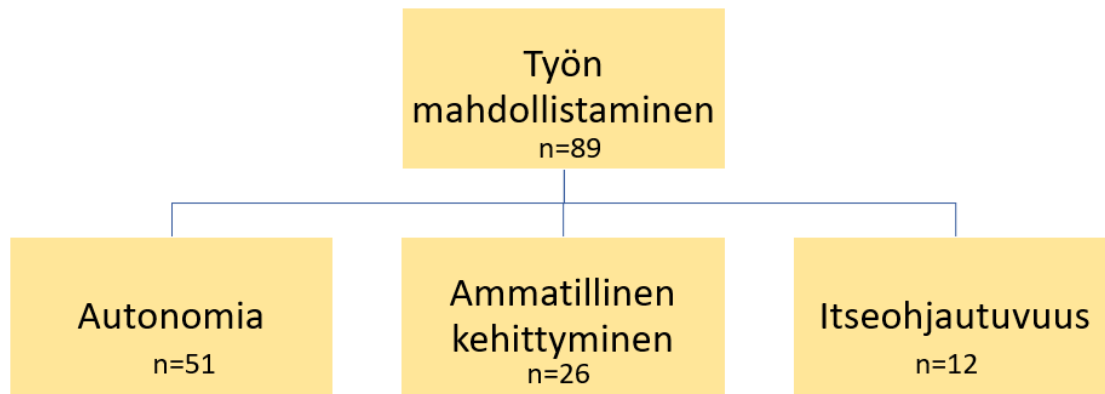 Työn
mahdollistaminen
n=89
Autonomia
n=51
Ammatillinen
kehittyminen
n=26
Itseohjautuvuus
n=12